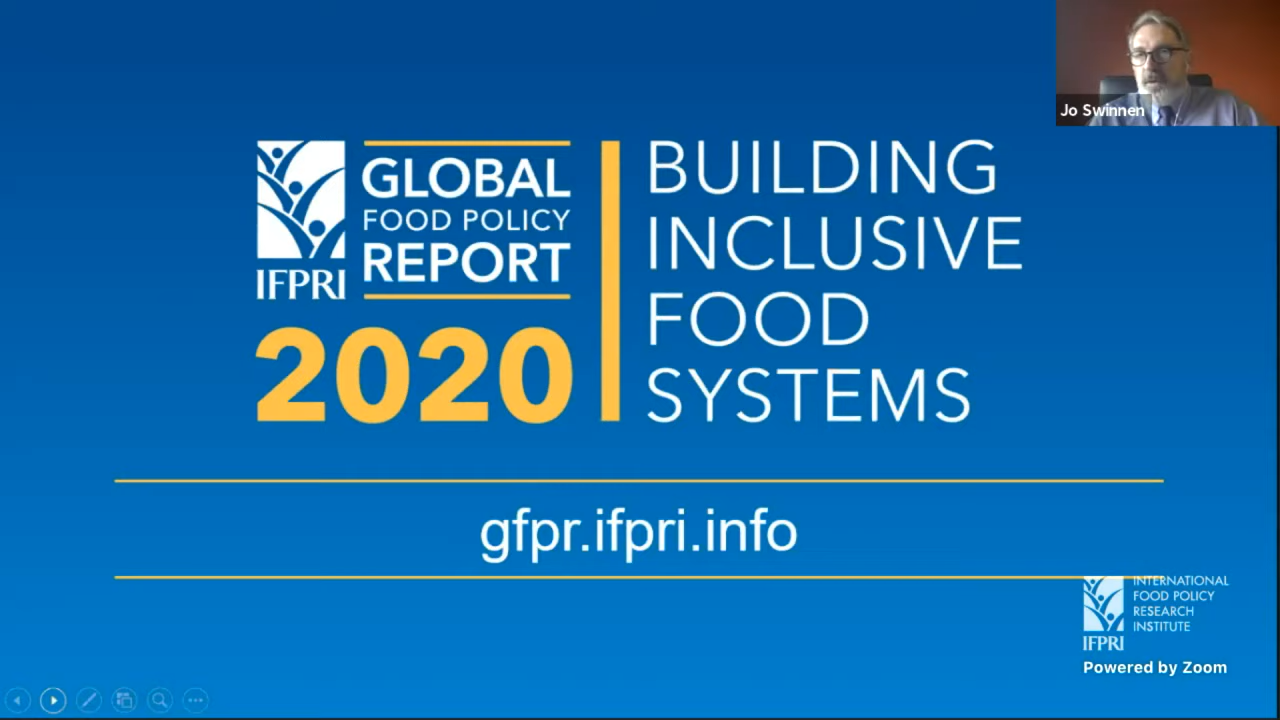 Jo Swinnen
GLOBAL
FOOD POLICY
REPORT
IFPRI
2020
BUILDING
INCLUSIVE
FOOD
SYSTEMS
gfpr.ifpri.info
INTERNATIONAL
FOOD POLICY
RESEARCH
INSTITUTE
IFPRI
Powered by Zoom